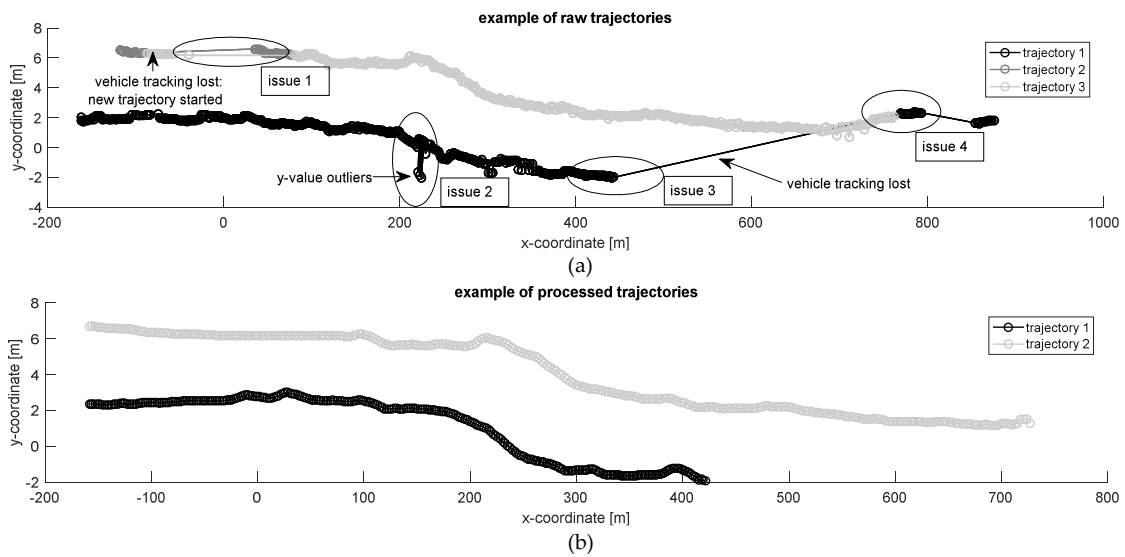 example of raw trajectories
8
6
4
2
0
-2
-4
y-coordinate [m]
vehicle tracking lost:
new trajectory started
issue 1
trajectory 1
trajectory 2
trajectory 3
y-value outliers
issue 2
issue 3
issue 4
vehicle tracking lost
-200
0
200
400
600
800
1000
x-coordinate [m]
(a)
example of processed trajectories
8
6
4
2
0
-2
y-coordinate [m]
trajectory 1
trajectory 2
-200
-100
0
100
200
300
400
500
600
700
800
x-coordinate [m]
(b)